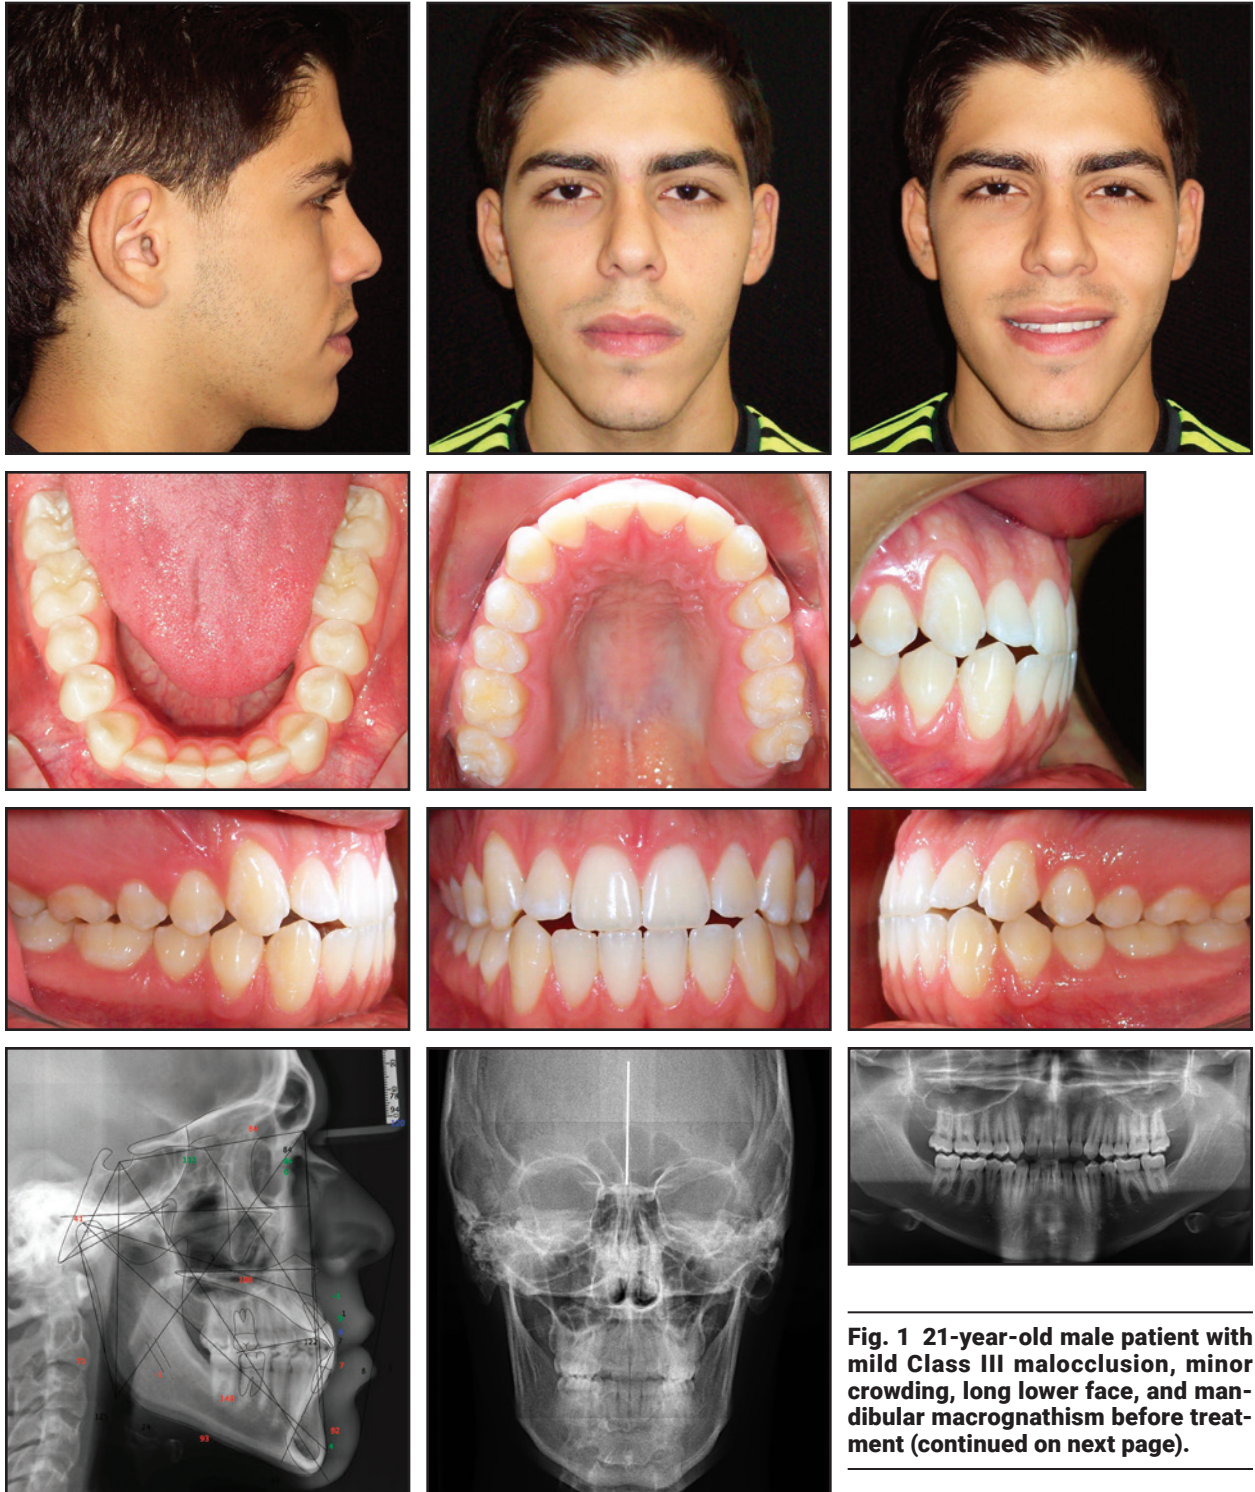 Fig. 1 21-year-old male patient with
mild Class III malocclusion, minor
crowding, long lower face, and man-
dibular macrognathism before treat-
ment (continued on next page).